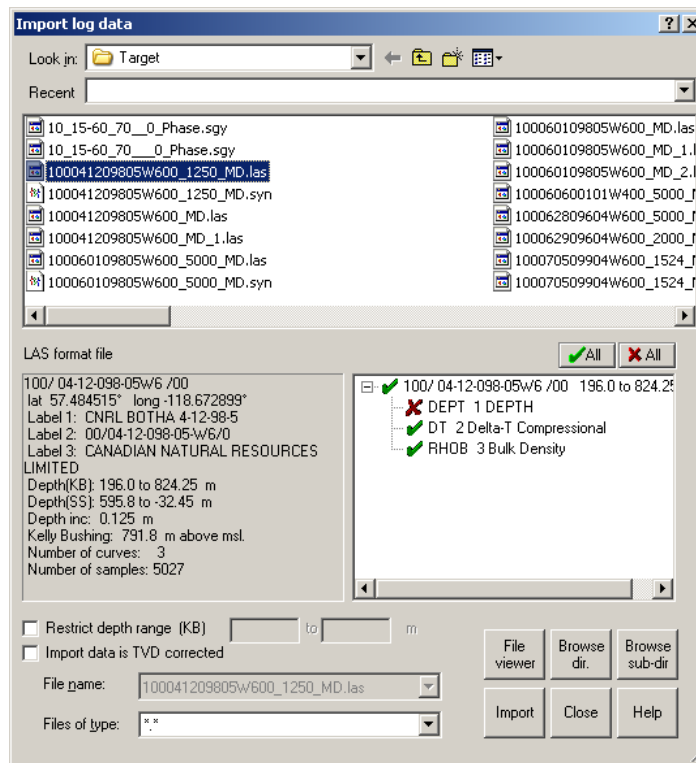 Import log data
Look in: Target
Recent
10_15-60_70__0_Phase.sgy
10_15-60_70___0_Phase.sgy
100041209805W600_1250_MD.las
100041209805W600_1250_MD.syn
100041209805W600_MD.las
100041209805W600_MD_1.las
100060109805W600_5000_MD.las
100060109805W600_5000_MD.syn
100060109805W600_MD.las
100060109805W600_MD_1.l
100060109805W600_MD_2.l
100060600101W400_5000_M
100062809604W600_5000_M
100062909604W600_2000_M
100070509904W600_1524_M
100070509904W600_1524_M
LAS format file
All All
100/ 04-12-098-05W6 /00
lat 57.484515° long -118.672899°
Label 1: CNRL BOTHA 4-12-98-5
Label 2: 00/04-12-098-05-W6/0
Label 3: CANADIAN NATURAL RESOURCES
LIMITED
Depth(KB): 196.0 to 824.25 m
Depth(SS): 595.8 to -32.45 m
Depth inc: 0.125 m
Kelly Bushing: 791.8 m above msl.
Number of curves: 3
Number of samples: 5027
100/ 04-12-098-05W6 /00 196.0 to 824.25
DEPT 1 DEPTH
DT 2 Delta-T Compressional
RHOB 3 Bulk Density
Restrict depth range (KB) to m
Import data is TVD corrected
File name: 100041209805W600_1250_MD.las
Files of type: *.*
File
viewer
Browse
dir.
Browse
sub-dir
Import
Close
Help